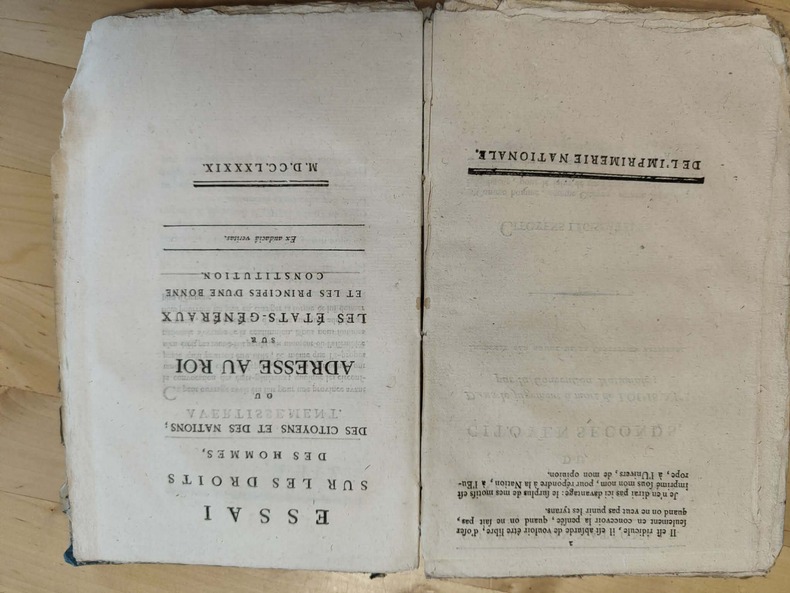 2
Il eſt ridicule, il eſt abſurde de vouloir être libre, d'oſer
ſeulement en concevoir la penſée, quand on ne ſait pas,
quand on ne veut pas punir les tyrans.
Je n'en dirai pas ici davantage: le ſurplus de mes motifs eſt
imprimé ſous mon nom, pour répondre à la Nation, à l'Eu-
rope, à l'Univers, de mon opinion.
DE L'IMPRIMERIE NATIONALE.
ESSAI
SUR LES DROITS
DES HOMMES,
DES CITOYENS ET DES NATIONS;
OU
ADRESSE AU ROI
SUR
LES ÉTATS-GÉNÉRAUX
ET LES PRINCIPES D'UNE BONNE
CONSTITUTION.
Ex audaciâ veritas.
M.D.CC.LXXXIX.